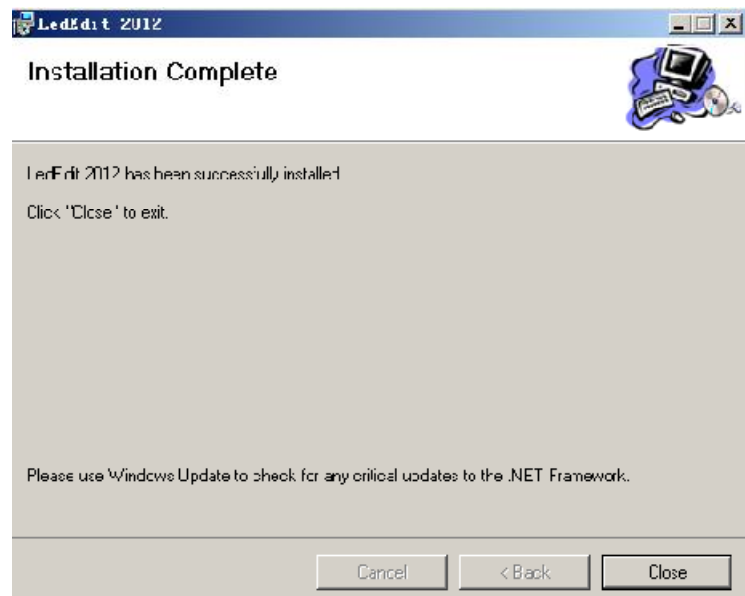 LedEdit 2012
Installation Complete
LedEdit 2012 has been successfully installed.
Click "Close" to exit.
Please use Windows Update to check for any critical updates to the .NET Framework.
Cancel
< Back
Close